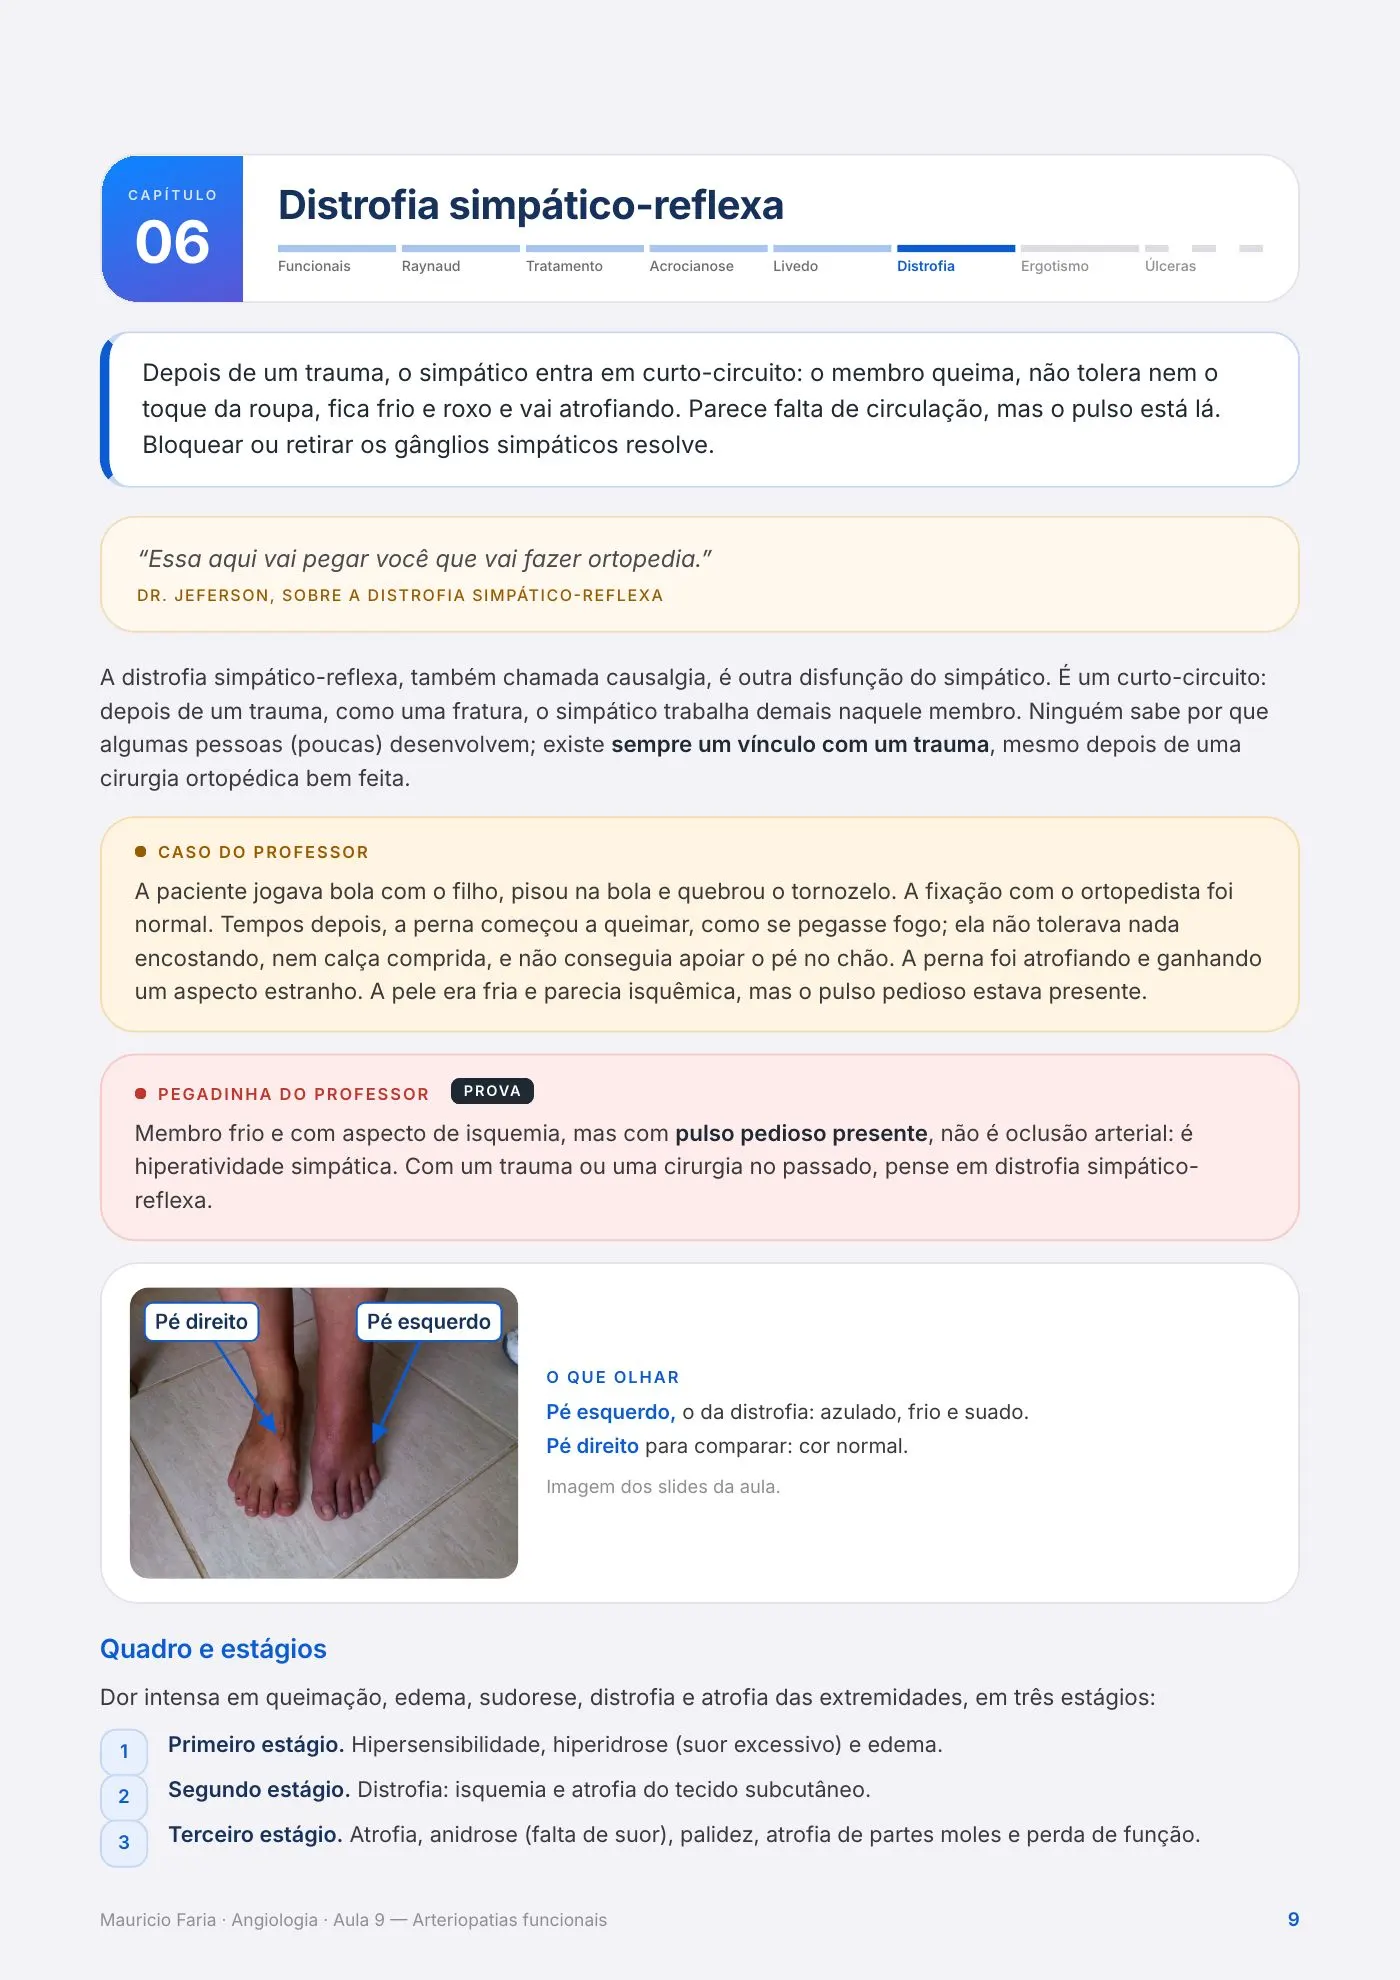 CAPÍTULO
06
Distrofia simpático-reflexa
Funcionais Raynaud Tratamento Acrocianose Livedo Distrofia Ergotismo Úlceras
Depois de um trauma, o simpático entra em curto-circuito: o membro queima, não tolera nem o
toque da roupa, fica frio e roxo e vai atrofiando. Parece falta de circulação, mas o pulso está lá.
Bloquear ou retirar os gânglios simpáticos resolve.
“Essa aqui vai pegar você que vai fazer ortopedia.”
DR. JEFERSON, SOBRE A DISTROFIA SIMPÁTICO-REFLEXA
A distrofia simpático-reflexa, também chamada causalgia, é outra disfunção do simpático. É um curto-circuito:
depois de um trauma, como uma fratura, o simpático trabalha demais naquele membro. Ninguém sabe por que
algumas pessoas (poucas) desenvolvem; existe sempre um vínculo com um trauma, mesmo depois de uma
cirurgia ortopédica bem feita.
CASO DO PROFESSOR
A paciente jogava bola com o filho, pisou na bola e quebrou o tornozelo. A fixação com o ortopedista foi
normal. Tempos depois, a perna começou a queimar, como se pegasse fogo; ela não tolerava nada
encostando, nem calça comprida, e não conseguia apoiar o pé no chão. A perna foi atrofiando e ganhando
um aspecto estranho. A pele era fria e parecia isquêmica, mas o pulso pedioso estava presente.
PEGADINHA DO PROFESSOR PROVA
Membro frio e com aspecto de isquemia, mas com pulso pedioso presente, não é oclusão arterial: é
hiperatividade simpática. Com um trauma ou uma cirurgia no passado, pense em distrofia simpático-
reflexa.
Pé direito Pé esquerdo
O QUE OLHAR
Pé esquerdo, o da distrofia: azulado, frio e suado.
Pé direito para comparar: cor normal.
Imagem dos slides da aula.
Quadro e estágios
Dor intensa em queimação, edema, sudorese, distrofia e atrofia das extremidades, em três estágios:
1 Primeiro estágio. Hipersensibilidade, hiperidrose (suor excessivo) e edema.
2 Segundo estágio. Distrofia: isquemia e atrofia do tecido subcutâneo.
3 Terceiro estágio. Atrofia, anidrose (falta de suor), palidez, atrofia de partes moles e perda de função.
Mauricio Faria · Angiologia · Aula 9 — Arteriopatias funcionais 9